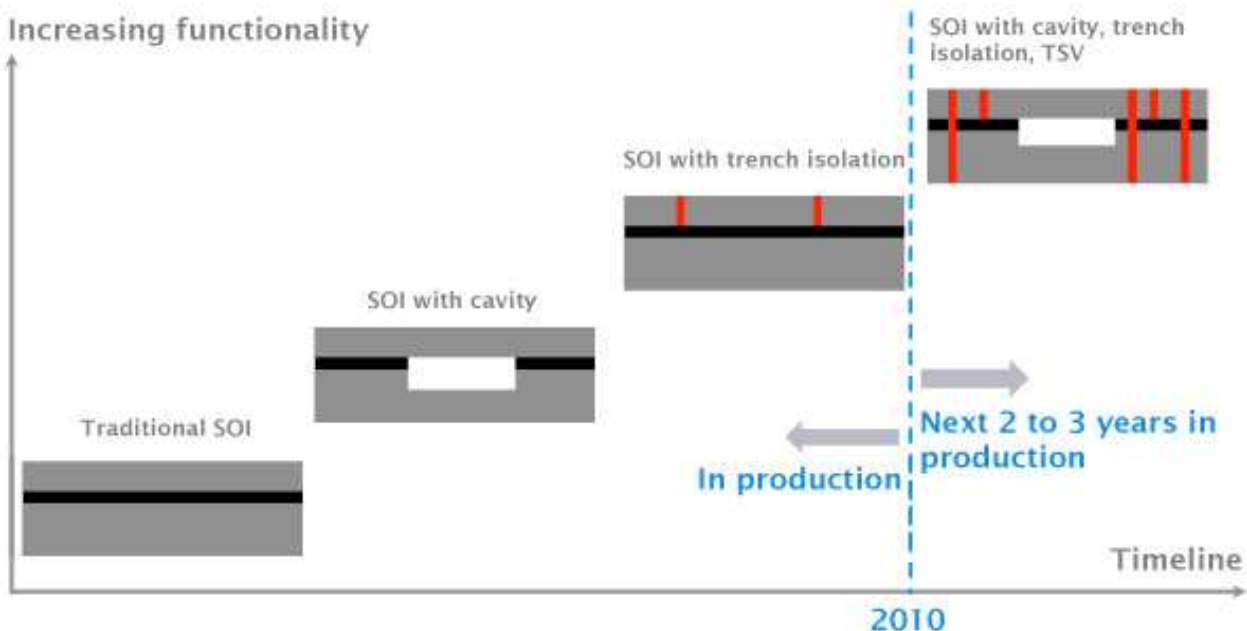 Increasing functionality
SOI with cavity, trench
isolation, TSV
SOI with trench isolation
SOI with cavity
Traditional SOI
Next 2 to 3 years in
production
In production
Timeline
2010